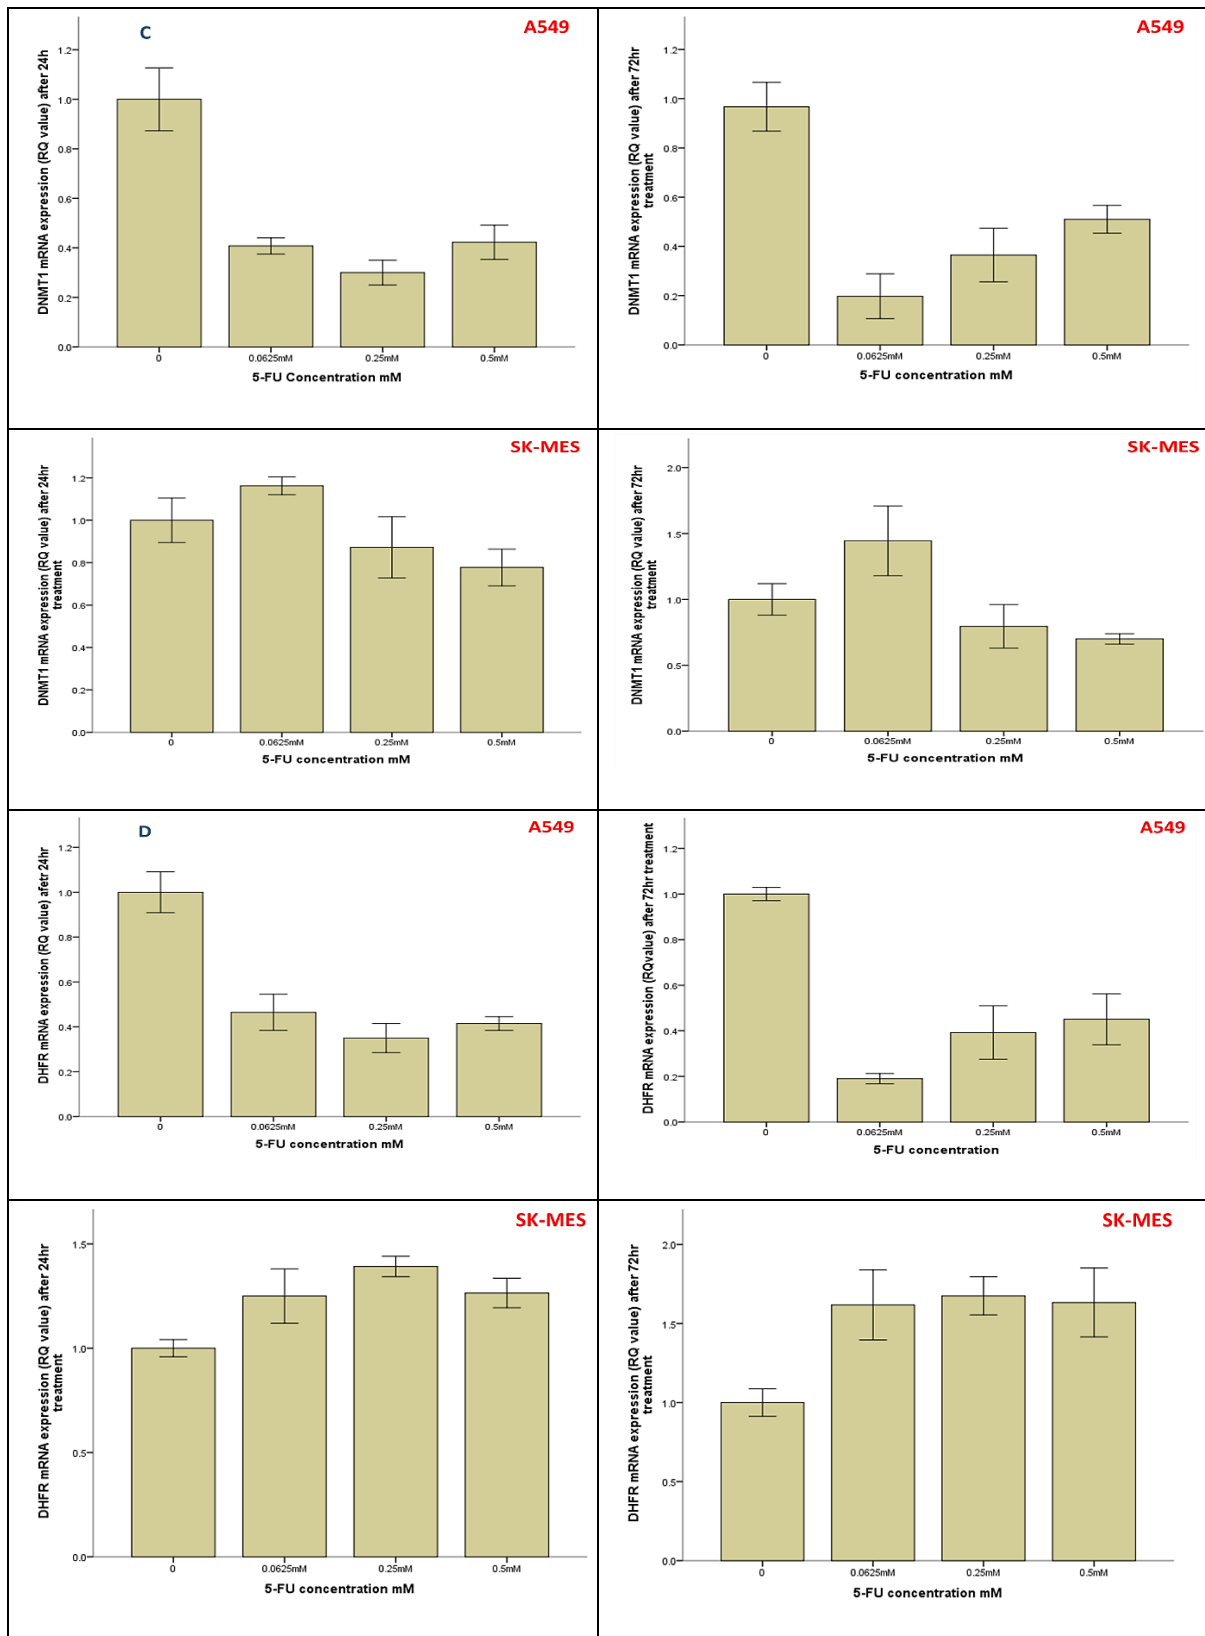 C
A549
DNMT1 mRNA expression (RQ value) after 24h
1.2
1.0
0.8
0.6
0.4
0.2
0.0
0 0.0625mM 0.25mM 0.5mM
5-FU Concentration mM
A549
DNMT1 mRNA expression (RQ value) after 72hr
treatment
1.2
1.0
0.8
0.6
0.4
0.2
0.0
0 0.0625mM 0.25mM 0.5mM
5-FU concentration mM
SK-MES
DNMT1 mRNA expression (RQ value) after 24hr
treatment
1.2
1.0
0.8
0.6
0.4
0.2
0.0
0 0.0625mM 0.25mM 0.5mM
5-FU concentration mM
SK-MES
DNMT1 mRNA expression (RQ value) after 72hr
treatment
2.0
1.5
1.0
0.5
0.0
0 0.0625mM 0.25mM 0.5mM
5-FU concentration mM
D
A549
DHFR mRNA expression (RQ value) afetr 24hr
1.2
1.0
0.8
0.6
0.4
0.2
0.0
0 0.0625mM 0.25mM 0.5mM
5-FU concentration mM
A549
DHFR mRNA expression (RQvalue) after 72hr treatment
1.2
1.0
0.8
0.6
0.4
0.2
0.0
0 0.0625mM 0.25mM 0.5mM
5-FU concentration
SK-MES
DHFR mRNA expression (RQ value) after 24hr
treatment
1.5
1.0
0.5
0.0
0 0.0625mM 0.25mM 0.5mM
5-FU concentration mM
SK-MES
DHFR mRNA expression (RQ value) after 72hr
treatment
2.0
1.5
1.0
0.5
0.0
0 0.0625mM 0.25mM 0.5mM
5-FU concentration mM